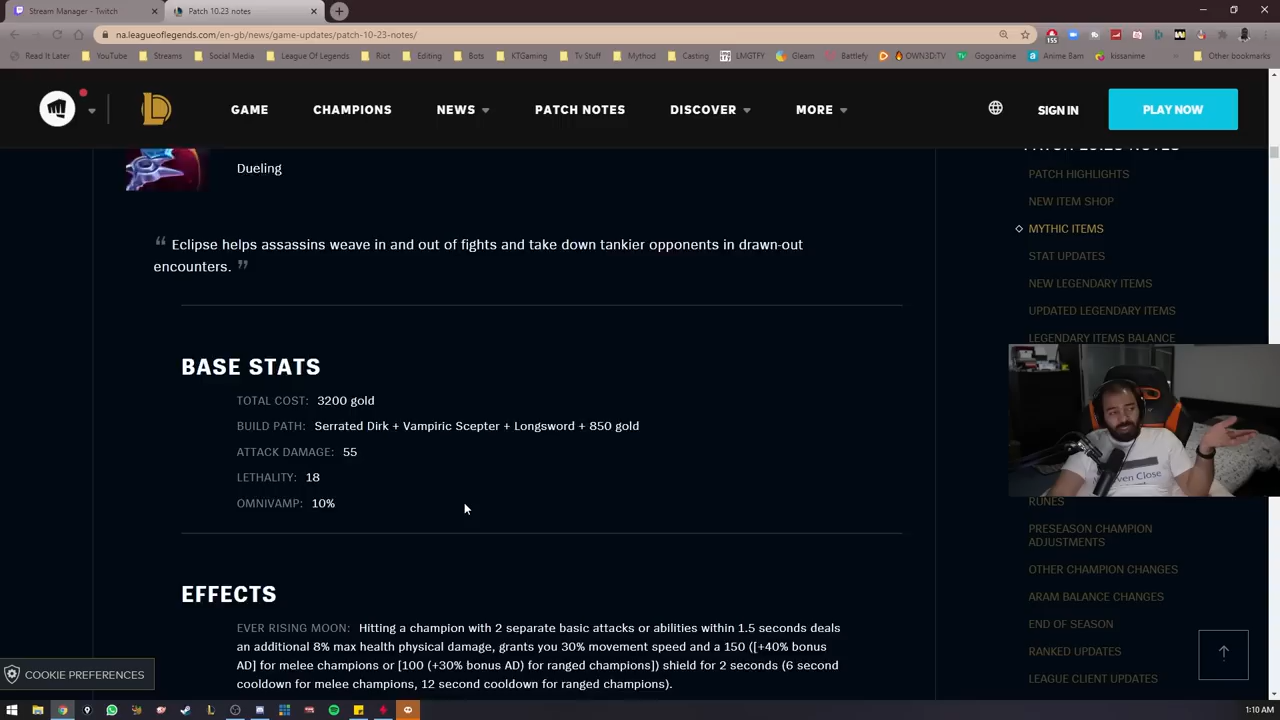 Stream Manager - Twitch
Patch 10.23 notes
na.leagueoflegends.com/en-gb/news/game-updates/patch-10-23-notes/
155
Read It Later
YouTube
Streams
Social Media
League Of Legends
Riot
Editing
Bots
KTGaming
Tv Stuff
Mythod
Casting
LMGTFY
Gleam
Battlefy
OWN3D:TV
Gogoanime
Anime Bam
kissanime
Other bookmarks
GAME
CHAMPIONS
NEWS
PATCH NOTES
DISCOVER
MORE
SIGN IN
PLAY NOW
Dueling
“ Eclipse helps assassins weave in and out of fights and take down tankier opponents in drawn-out
encounters. ”
BASE STATS
TOTAL COST: 3200 gold
BUILD PATH: Serrated Dirk + Vampiric Scepter + Longsword + 850 gold
ATTACK DAMAGE: 55
LETHALITY: 18
OMNIVAMP: 10%
EFFECTS
EVER RISING MOON: Hitting a champion with 2 separate basic attacks or abilities within 1.5 seconds deals
an additional 8% max health physical damage, grants you 30% movement speed and a 150 ([+40% bonus
AD] for melee champions or [100 (+30% bonus AD) for ranged champions]) shield for 2 seconds (6 second
cooldown for melee champions, 12 second cooldown for ranged champions).
PATCH 10.23 NOTES
PATCH HIGHLIGHTS
NEW ITEM SHOP
MYTHIC ITEMS
STAT UPDATES
NEW LEGENDARY ITEMS
UPDATED LEGENDARY ITEMS
LEGENDARY ITEMS BALANCE
RUNES
PRESEASON CHAMPION
ADJUSTMENTS
OTHER CHAMPION CHANGES
ARAM BALANCE CHANGES
END OF SEASON
RANKED UPDATES
LEAGUE CLIENT UPDATES
COOKIE PREFERENCES
1:10 AM